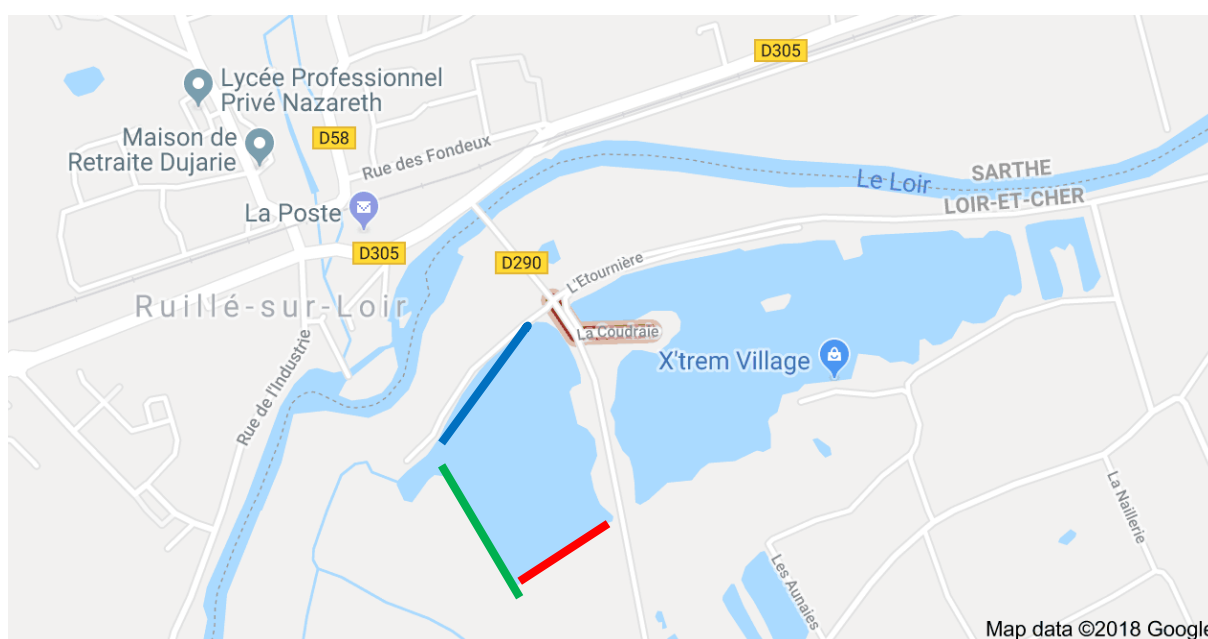 D305
Lycée Professionnel
Privé Nazareth
D58
Maison de
Retraite Dujarie
Rue des Fondeux
Le Loir
SARTHE
LOIR-ET-CHER
La Poste
D305
D290
L'Etournière
Ruillé-sur-Loir
La Coudraie
X'trem Village
Rue de l'Industrie
La Naillerie
Les Aunaies
Map data ©2018 Google